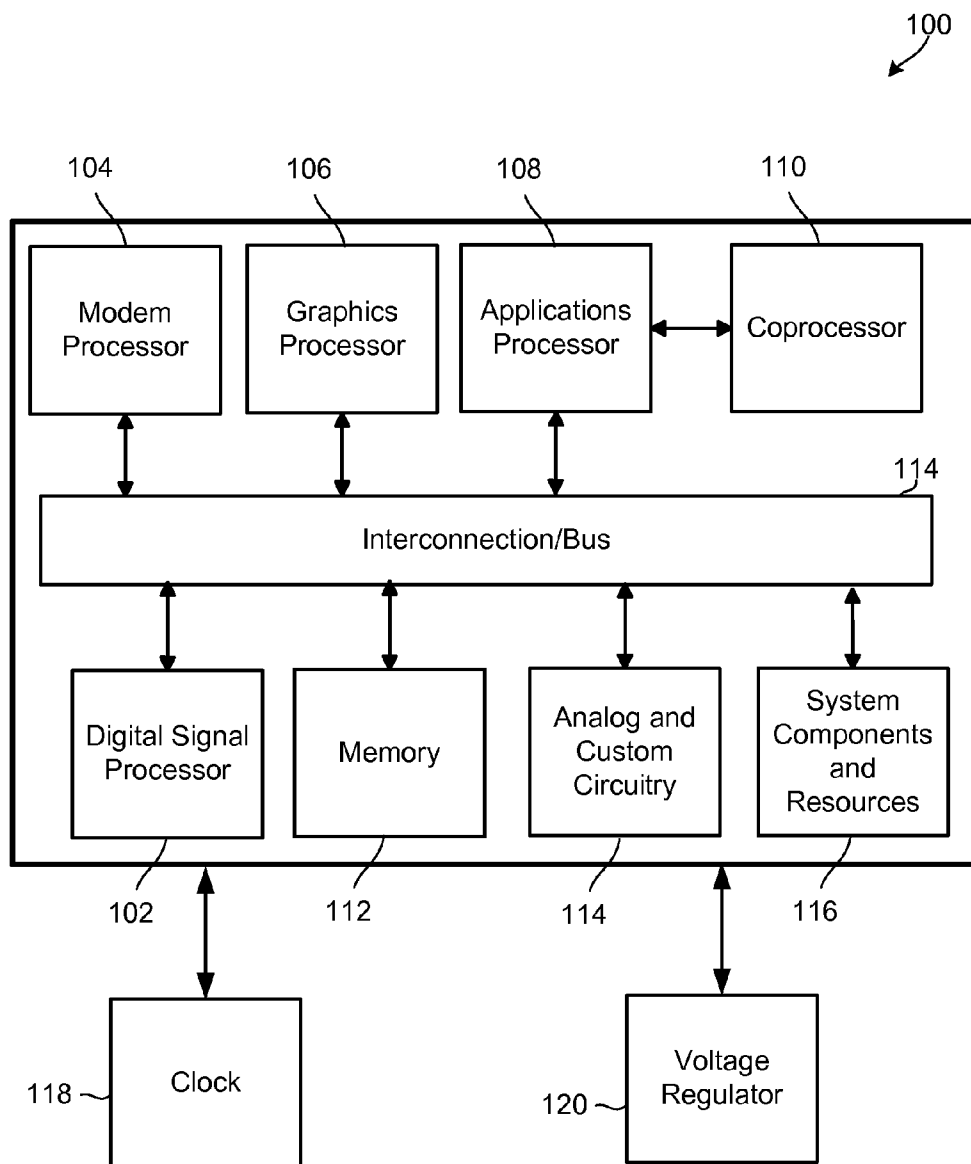 100
104
106
108
110
Modem
Processor
Graphics
Processor
Applications
Processor
Coprocessor
114
Interconnection/Bus
Digital Signal
Processor
Memory
Analog and
Custom
Circuitry
System
Components
and
Resources
102
112
114
116
118
Clock
120
Voltage
Regulator